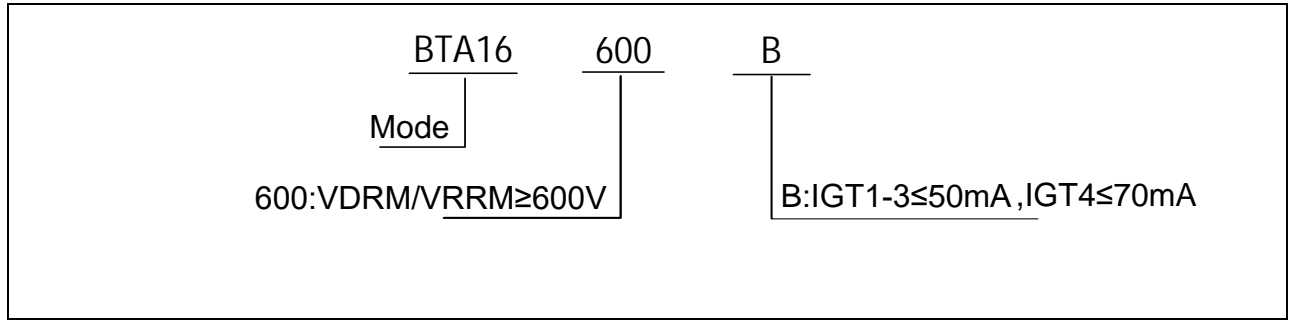 BTA16 600 B
Mode
600:VDRM/VRRM≥600V B:IGT1-3≤50mA,IGT4≤70mA